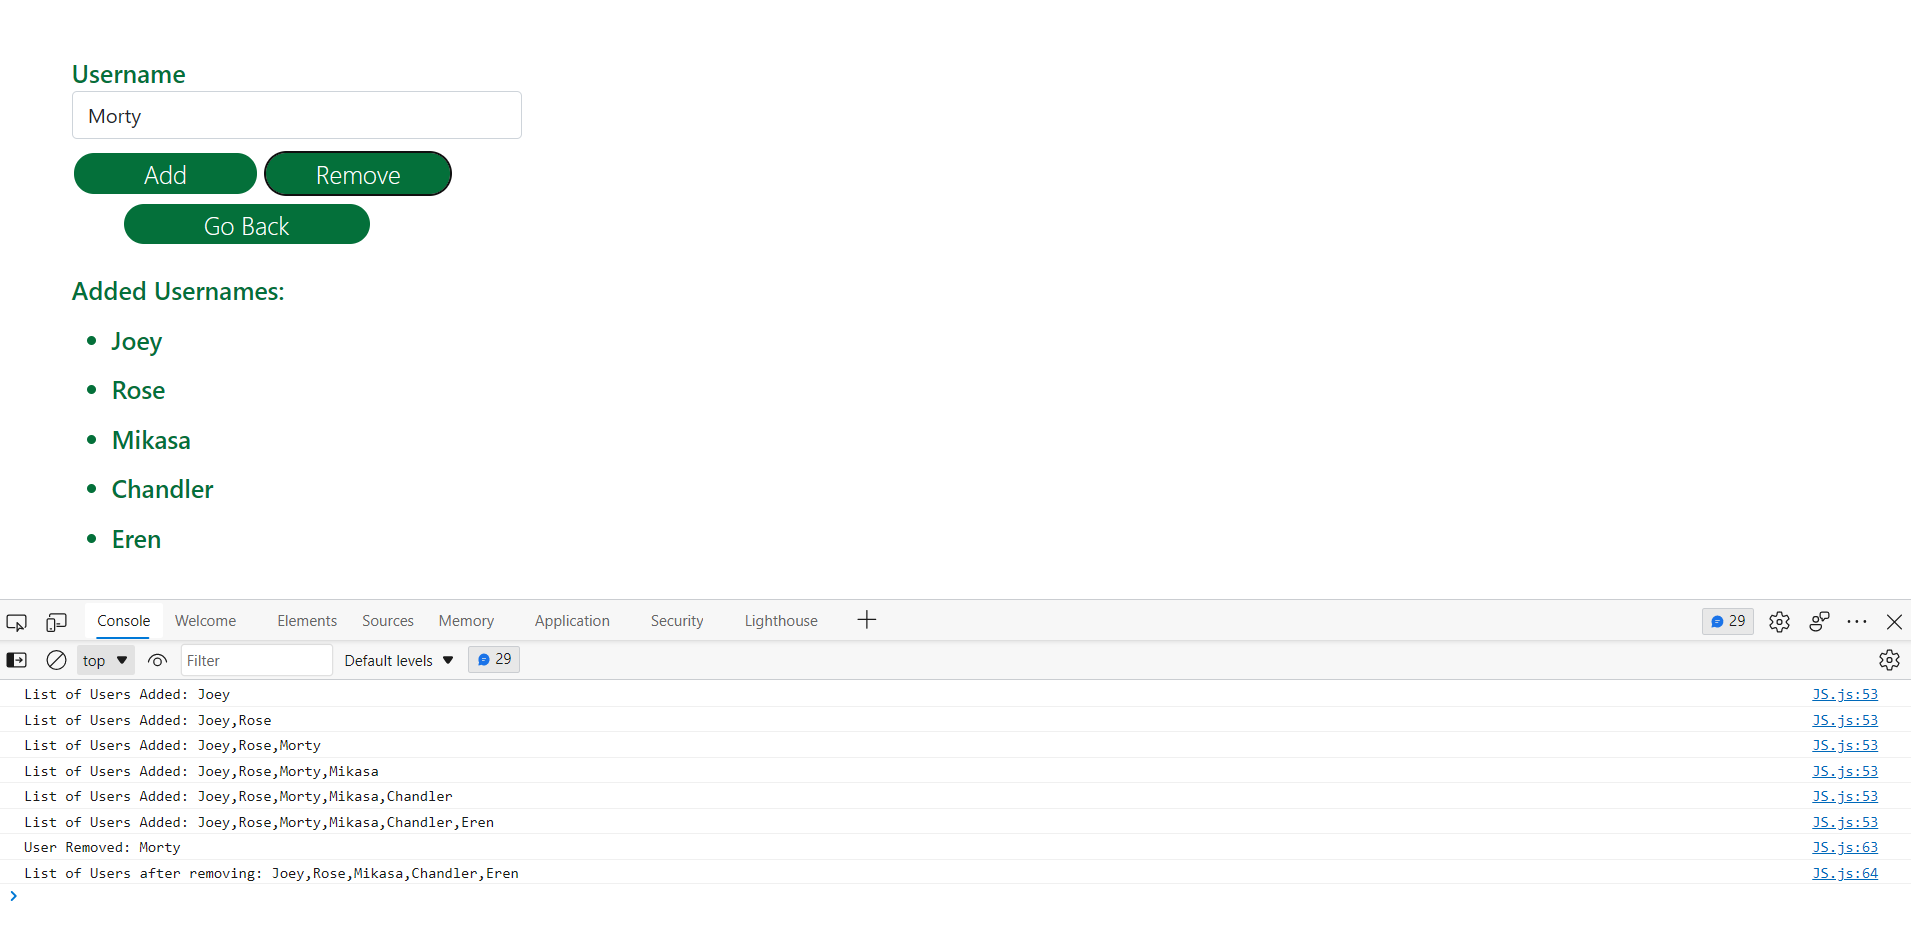 Username
Morty
Add Remove
Go Back
Added Usernames:
Joey
Rose
Mikasa
Chandler
Eren
Console Welcome Elements Sources Memory Application Security Lighthouse 29
top Filter Default levels 29
List of Users Added: Joey JS.js:53
List of Users Added: Joey,Rose JS.js:53
List of Users Added: Joey,Rose,Morty JS.js:53
List of Users Added: Joey,Rose,Morty,Mikasa JS.js:53
List of Users Added: Joey,Rose,Morty,Mikasa,Chandler JS.js:53
List of Users Added: Joey,Rose,Morty,Mikasa,Chandler,Eren JS.js:53
User Removed: Morty JS.js:63
List of Users after removing: Joey,Rose,Mikasa,Chandler,Eren JS.js:64